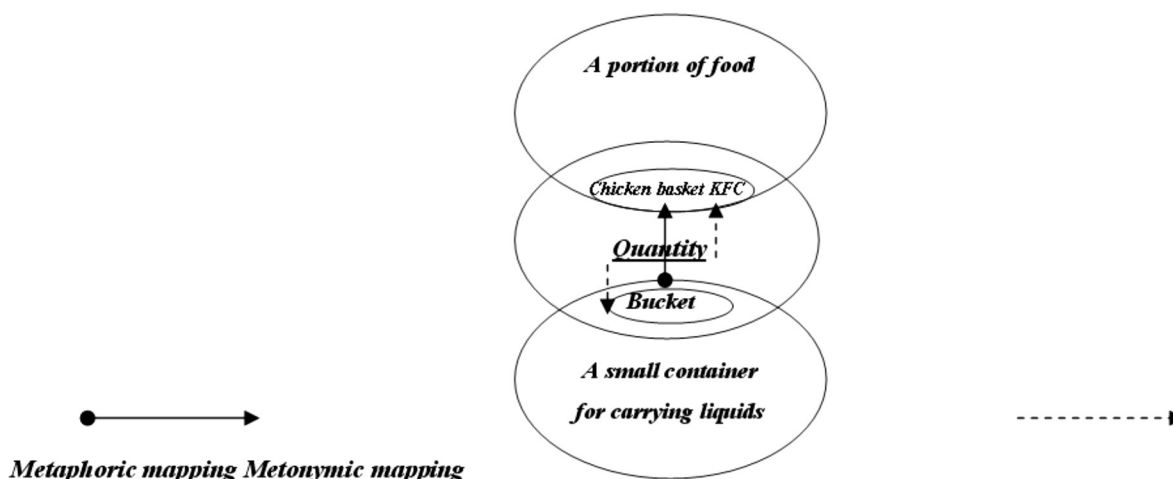 A portion of food
Chicken basket KFC
Quantity
Bucket
A small container
for carrying liquids
Metaphoric mapping Metonymic mapping